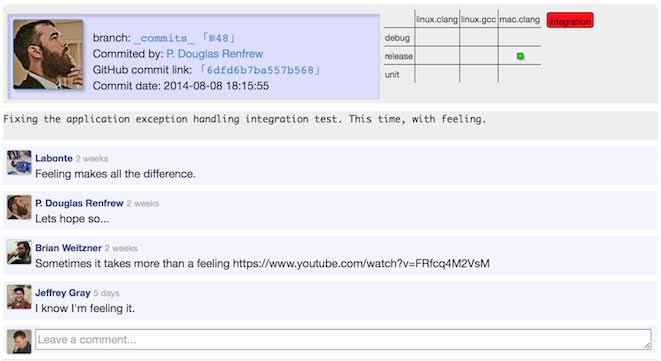 branch: _commits_ 「№48」
Commited by: P. Douglas Renfrew
GitHub commit link: 「6dfd6b7ba557b568」
Commit date: 2014-08-08 18:15:55
linux.clang linux.gcc mac.clang integration
debug
release
unit
Fixing the application exception handling integration test. This time, with feeling.
Labonte 2 weeks
Feeling makes all the difference.
P. Douglas Renfrew 2 weeks
Lets hope so...
Brian Weitzner 2 weeks
Sometimes it takes more than a feeling https://www.youtube.com/watch?v=FRfcq4M2VsM
Jeffrey Gray 5 days
I know I'm feeling it.
Leave a comment...